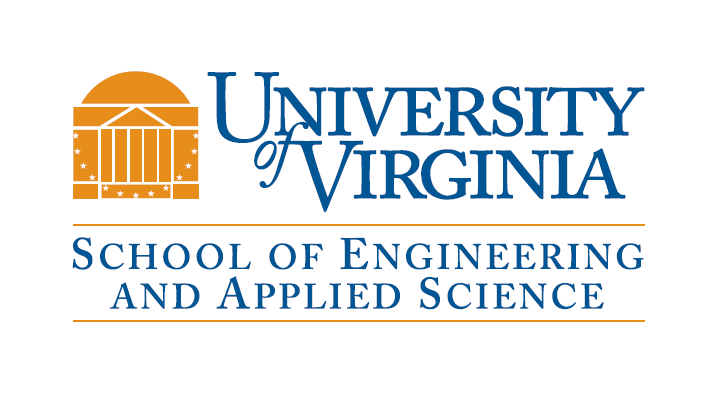 UNIVERSITY
of VIRGINIA
SCHOOL OF ENGINEERING
AND APPLIED SCIENCE